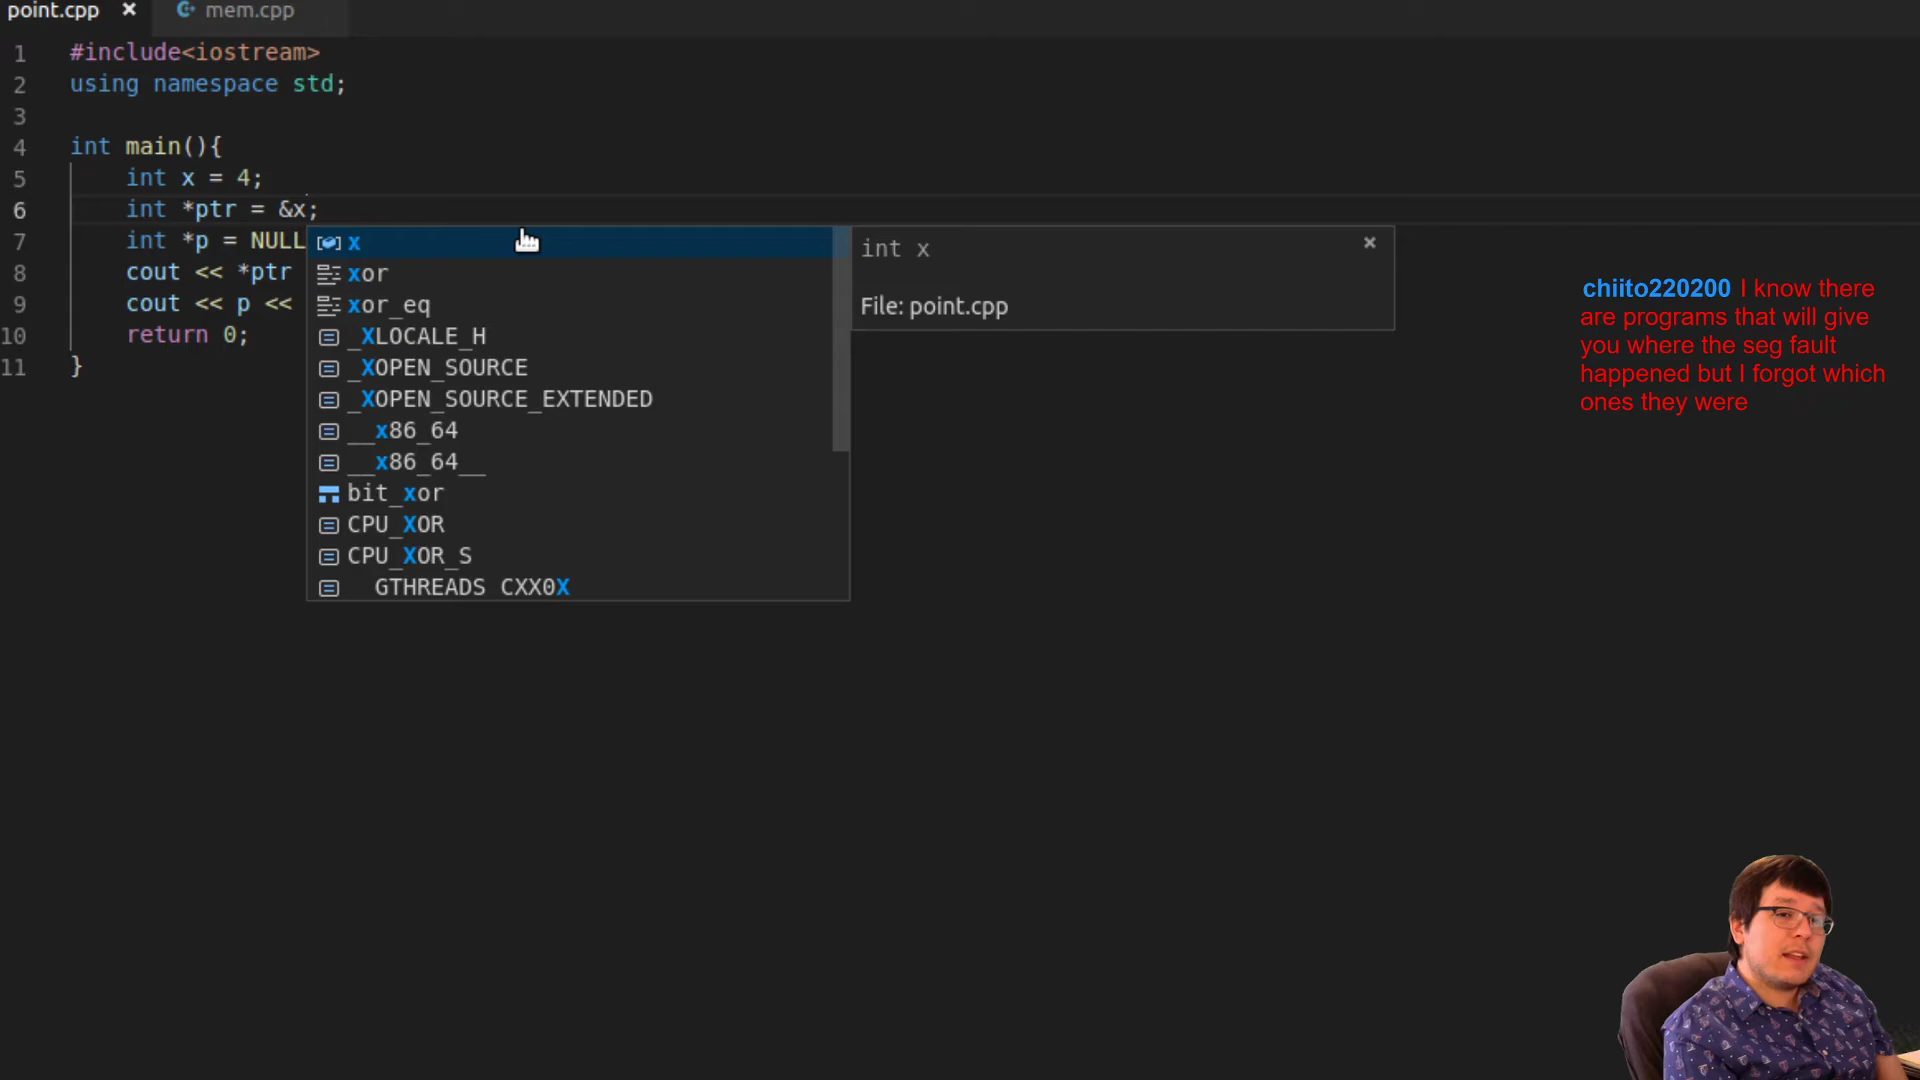 point.cpp × mem.cpp
1 #include<iostream>
2 using namespace std;
3
4 int main(){
5 int x = 4;
6 int *ptr = &x;
7 int *p = NULL
8 cout << *ptr
9 cout << p <<
10 return 0;
11 }
x
xor
xor_eq
_XLOCALE_H
_XOPEN_SOURCE
_XOPEN_SOURCE_EXTENDED
__x86_64
__x86_64__
bit_xor
CPU_XOR
CPU_XOR_S
__GTHREADS_CXX0X
int x ×
File: point.cpp
chiito220200 I know there
are programs that will give
you where the seg fault
happened but I forgot which
ones they were